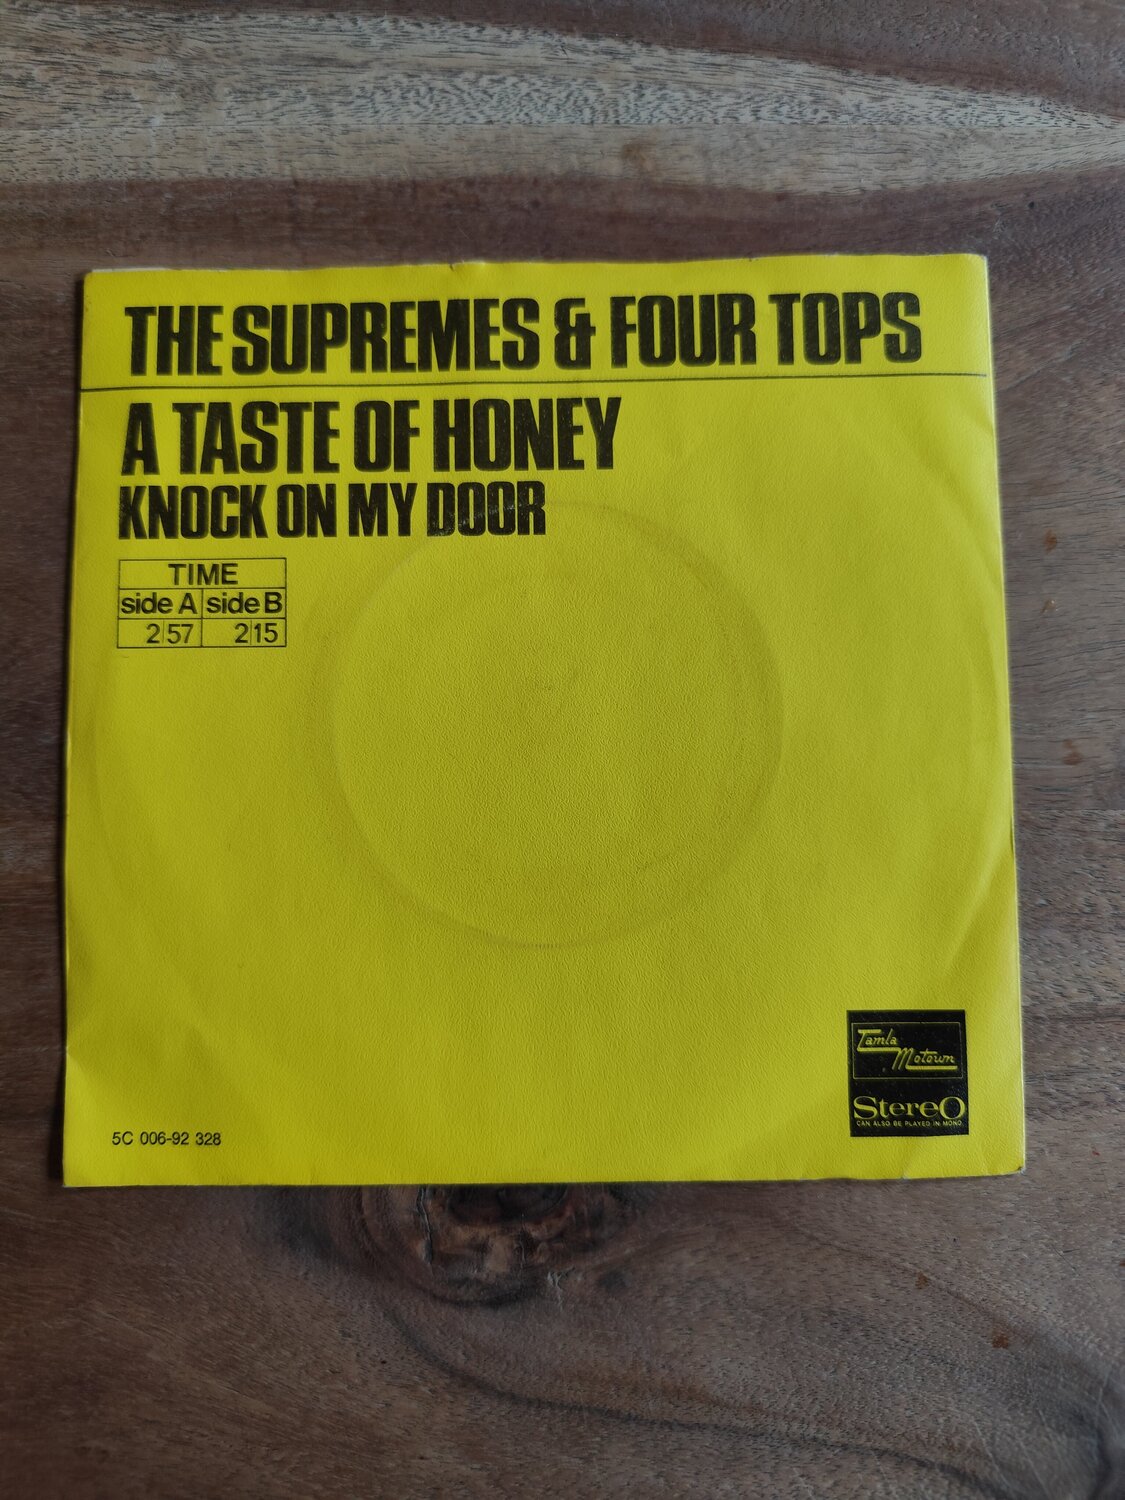 THE SUPREMES & FOUR TOPS
A TASTE OF HONEY
KNOCK ON MY DOOR
TIME
side A side B
2 57 2 15
5C 006-92 328
Tamla
Motown
Stereo
CAN ALSO BE PLAYED IN MONO